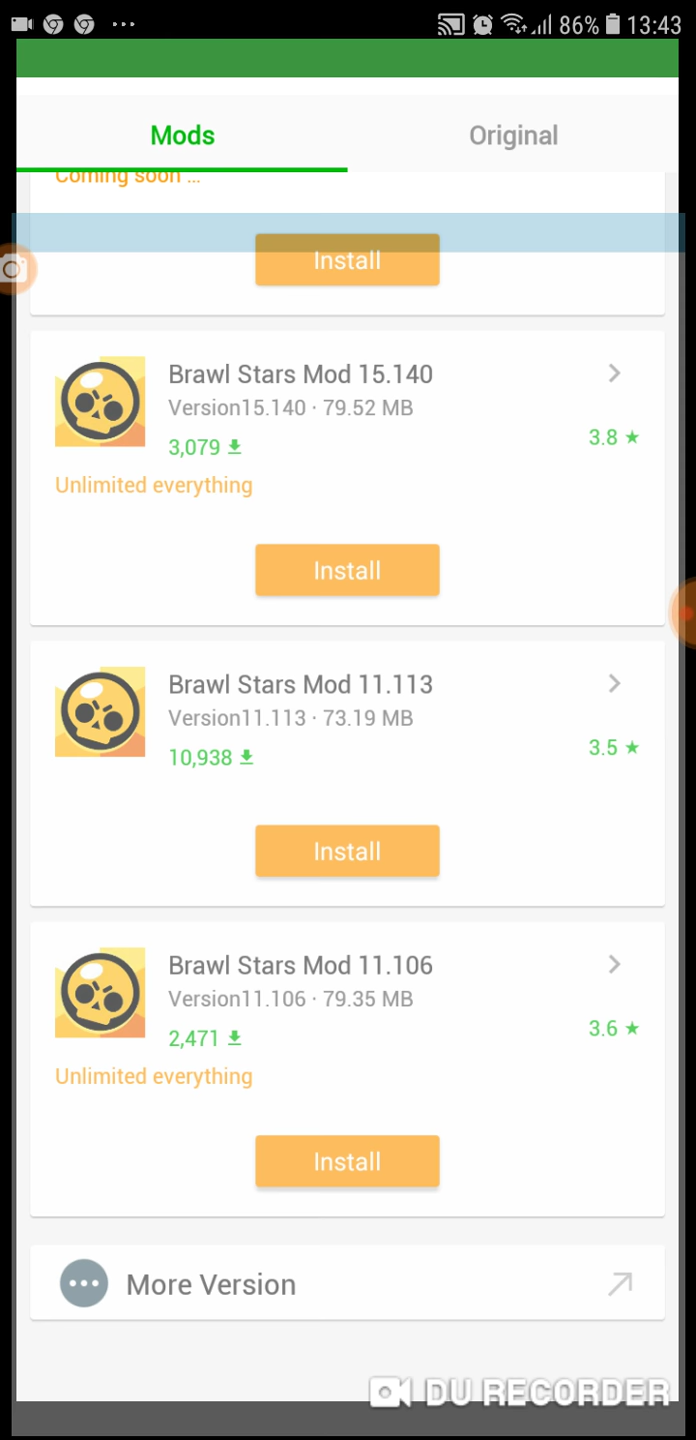 86% 13:43
Mods
Original
Coming soon ...
Install
Brawl Stars Mod 15.140
Version15.140 · 79.52 MB
3,079
3.8 ★
Unlimited everything
Install
Brawl Stars Mod 11.113
Version11.113 · 73.19 MB
10,938
3.5 ★
Install
Brawl Stars Mod 11.106
Version11.106 · 79.35 MB
2,471
3.6 ★
Unlimited everything
Install
More Version
DU RECORDER